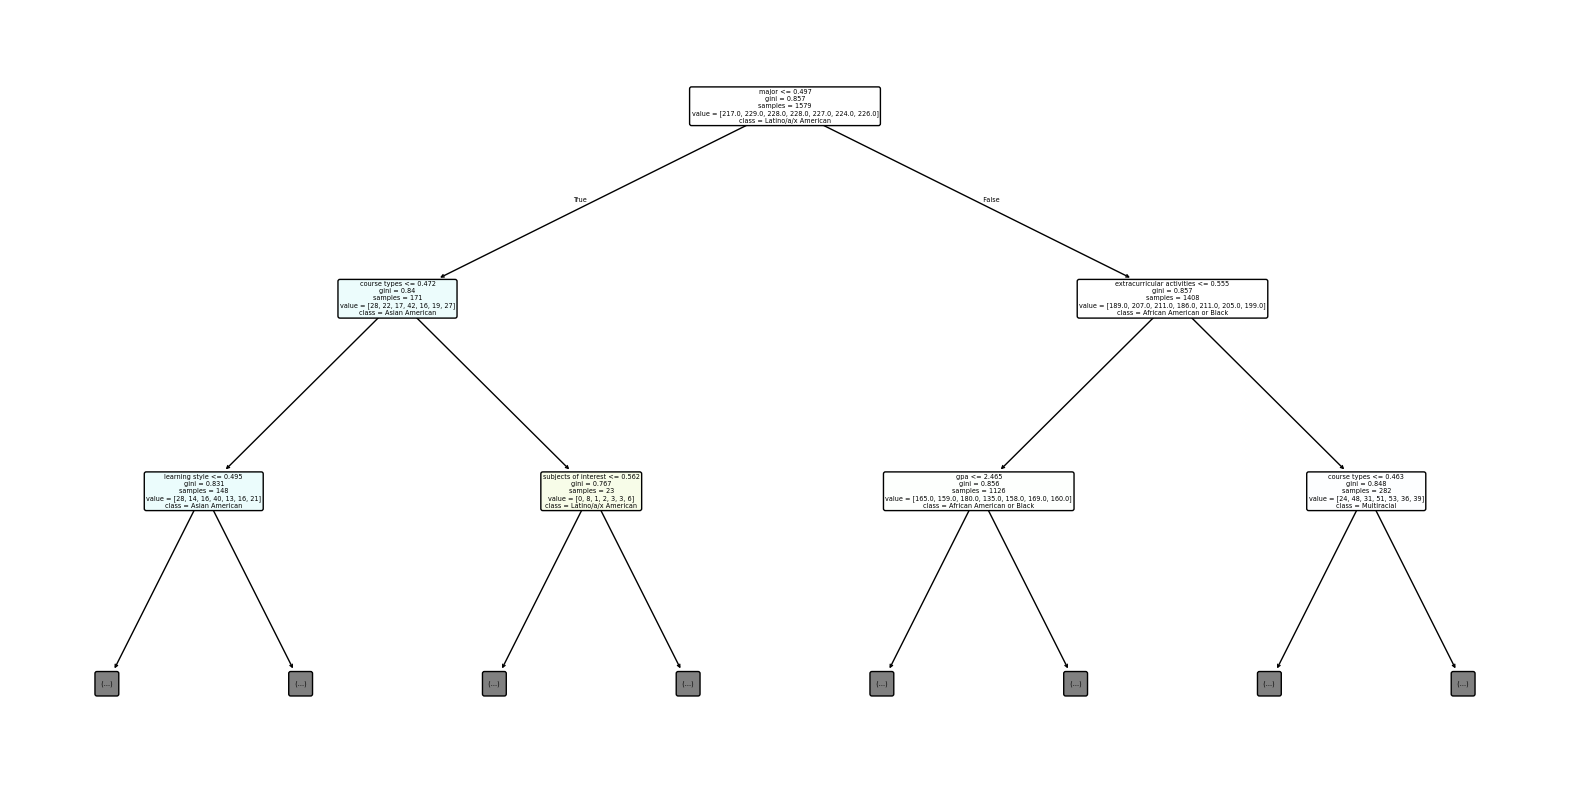 major <= 0.497
gini = 0.857
samples = 1579
value = [217.0, 229.0, 228.0, 228.0, 227.0, 224.0, 226.0]
class = Latino/a/x American
True
False
course types <= 0.472
gini = 0.84
samples = 171
value = [28, 22, 17, 42, 16, 19, 27]
class = Asian American
extracurricular activities <= 0.555
gini = 0.857
samples = 1408
value = [189.0, 207.0, 211.0, 186.0, 211.0, 205.0, 199.0]
class = African American or Black
learning style <= 0.495
gini = 0.831
samples = 148
value = [28, 14, 16, 40, 13, 16, 21]
class = Asian American
subjects of interest <= 0.562
gini = 0.767
samples = 23
value = [0, 8, 1, 2, 3, 3, 6]
class = Latino/a/x American
gpa <= 2.465
gini = 0.856
samples = 1126
value = [165.0, 159.0, 180.0, 135.0, 158.0, 169.0, 160.0]
class = African American or Black
course types <= 0.463
gini = 0.848
samples = 282
value = [24, 48, 31, 51, 53, 36, 39]
class = Multiracial
(...)
(...)
(...)
(...)
(...)
(...)
(...)
(...)